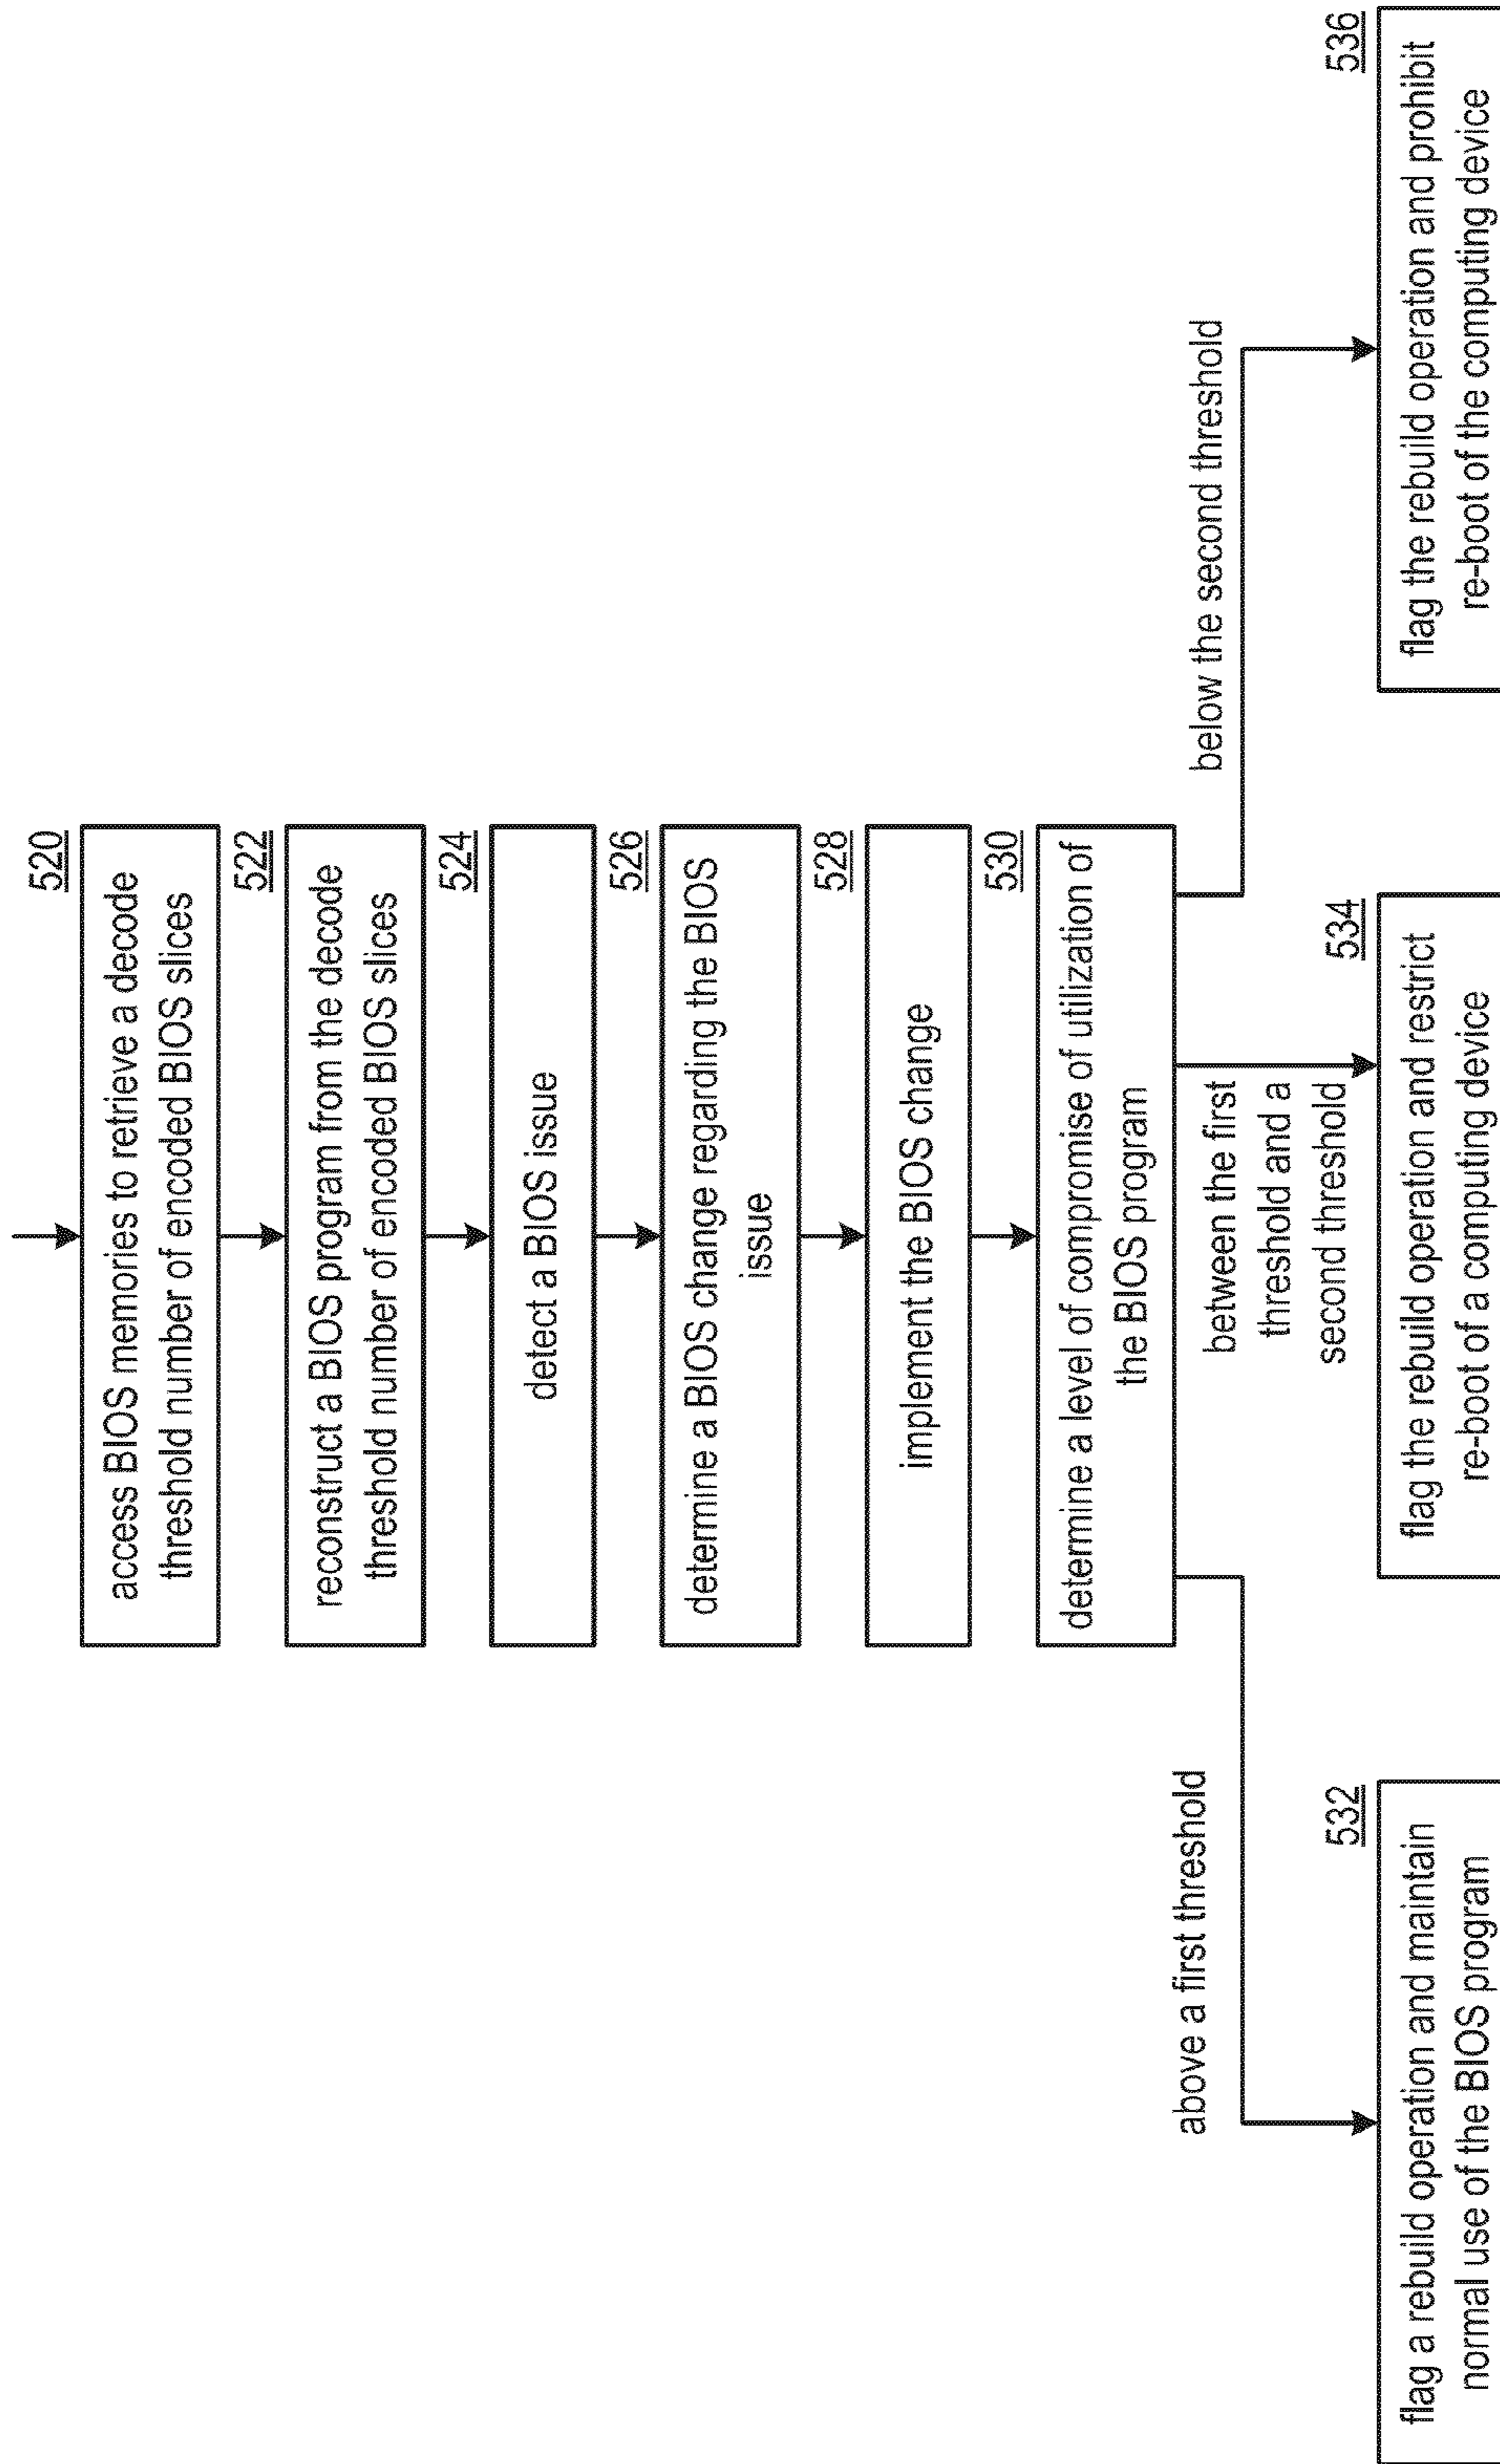 520
access BIOS memories to retrieve a decode
threshold number of encoded BIOS slices
522
reconstruct a BIOS program from the decode
threshold number of encoded BIOS slices
524
detect a BIOS issue
526
determine a BIOS change regarding the BIOS
issue
528
implement the BIOS change
530
determine a level of compromise of utilization of
the BIOS program
above a first threshold
between the first
threshold and a
second threshold
below the second threshold
532
flag a rebuild operation and maintain
normal use of the BIOS program
534
flag the rebuild operation and restrict
re-boot of a computing device
536
flag the rebuild operation and prohibit
re-boot of the computing device